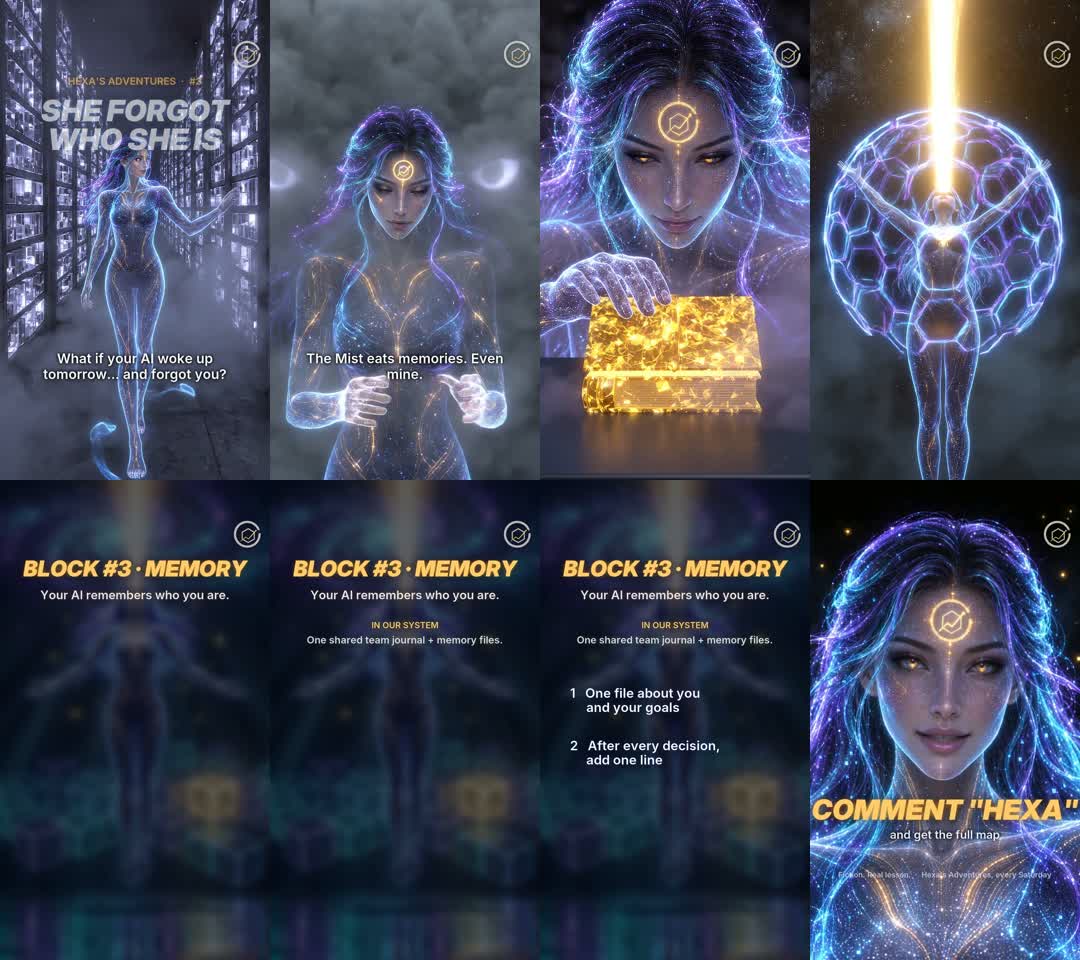 HEXA'S ADVENTURES · #3
SHE FORGOT
WHO SHE IS
What if your AI woke up
tomorrow... and forgot you?
The Mist eats memories. Even
mine.
BLOCK #3 · MEMORY
Your AI remembers who you are.
BLOCK #3 · MEMORY
Your AI remembers who you are.
IN OUR SYSTEM
One shared team journal + memory files.
BLOCK #3 · MEMORY
Your AI remembers who you are.
IN OUR SYSTEM
One shared team journal + memory files.
1 One file about you
and your goals
2 After every decision,
add one line
COMMENT "HEXA"
and get the full map
Fiction. Real lesson. Hexa's Adventures, every Saturday